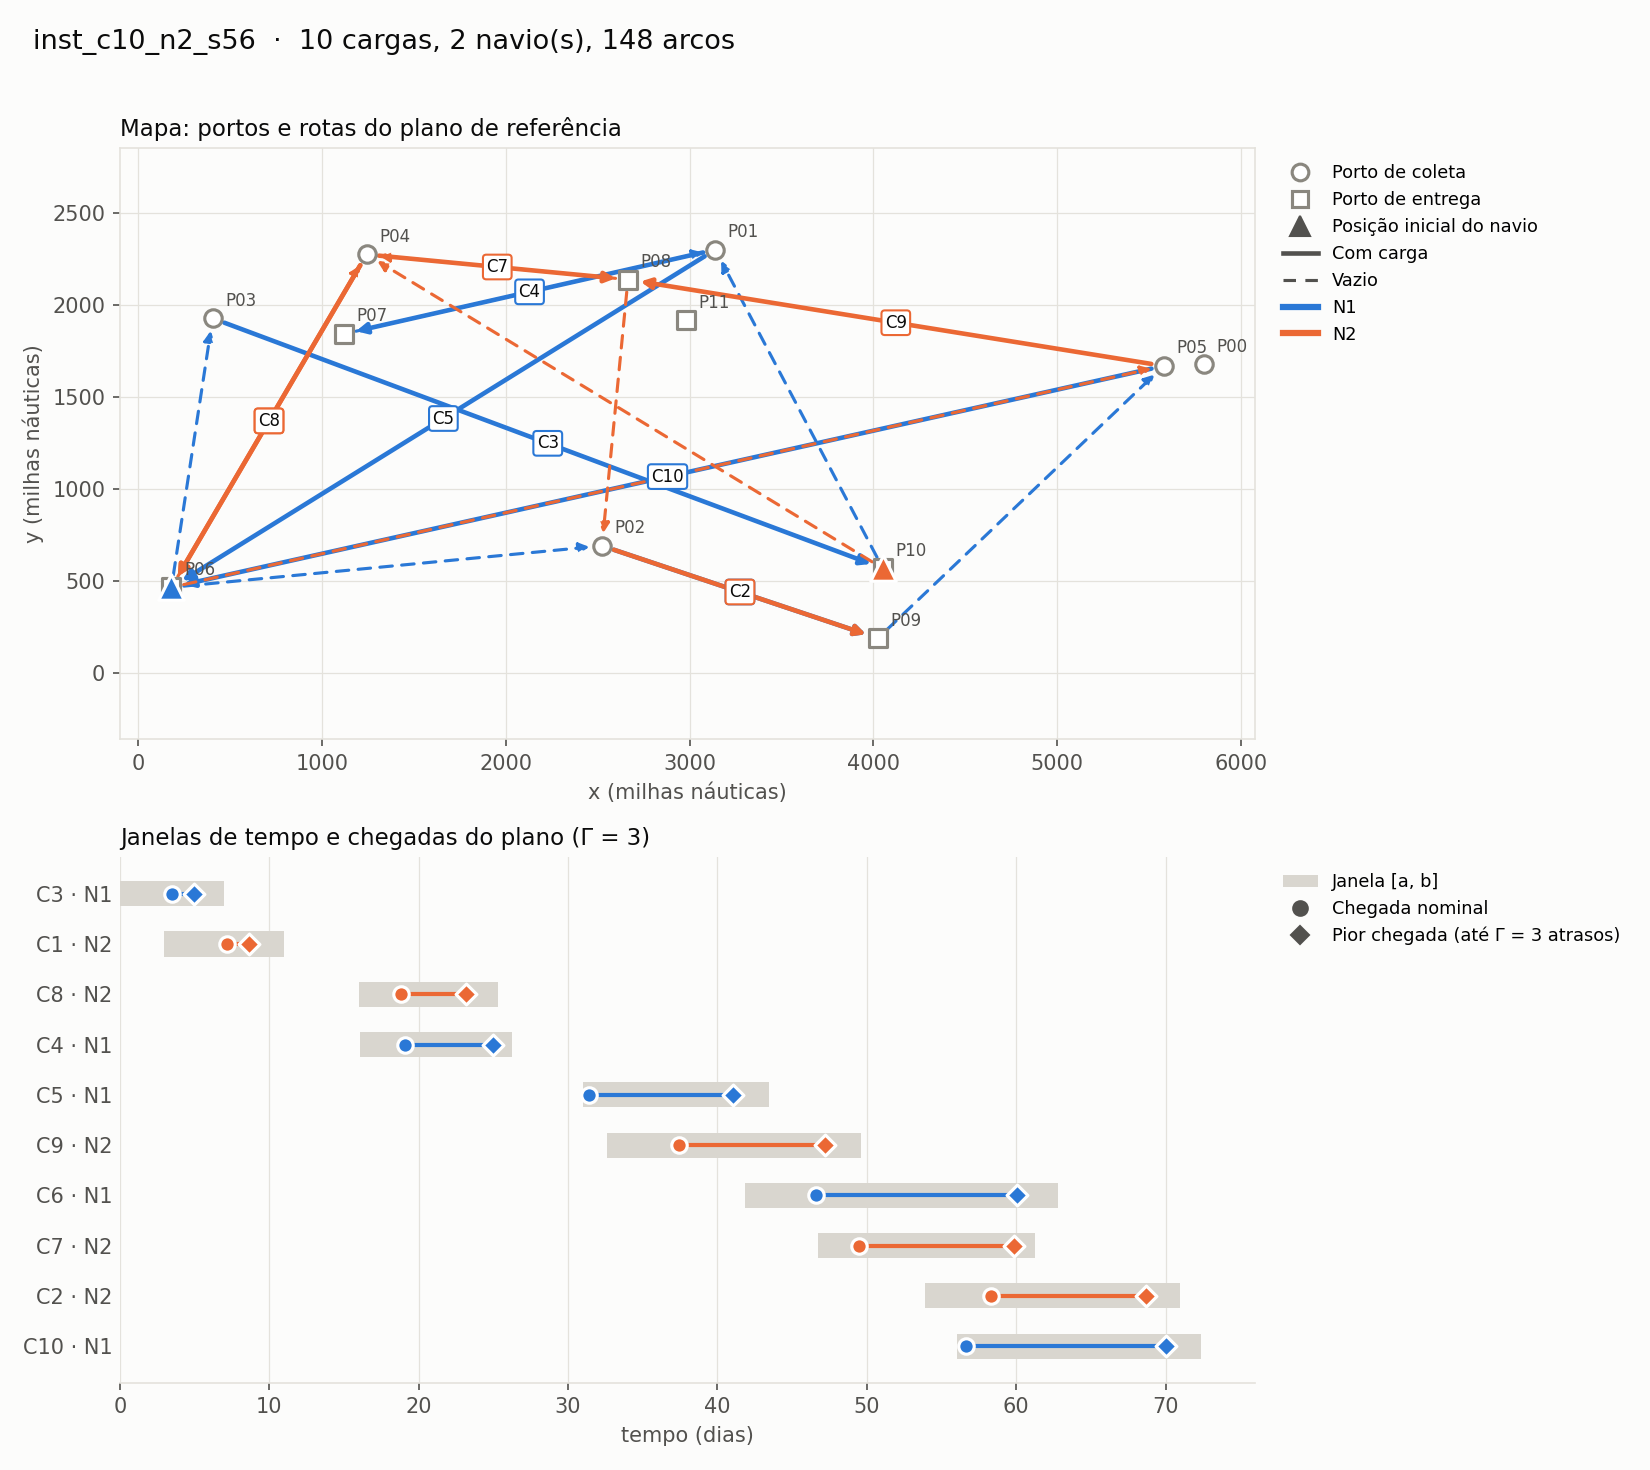 inst_c10_n2_s56  ·  10 cargas, 2 navio(s), 148 arcos
Mapa: portos e rotas do plano de referência
y (milhas náuticas)
2500
2000
1500
1000
500
0
P04
P01
P08
P03
P07
P11
P05
P00
P02
P10
P06
P09
C7
C4
C9
C8
C5
C3
C10
C2
0
1000
2000
3000
4000
5000
6000
x (milhas náuticas)
Porto de coleta
Porto de entrega
Posição inicial do navio
Com carga
Vazio
N1
N2
Janelas de tempo e chegadas do plano (Γ = 3)
C3 · N1
C1 · N2
C8 · N2
C4 · N1
C5 · N1
C9 · N2
C6 · N1
C7 · N2
C2 · N2
C10 · N1
0
10
20
30
40
50
60
70
tempo (dias)
Janela [a, b]
Chegada nominal
Pior chegada (até Γ = 3 atrasos)